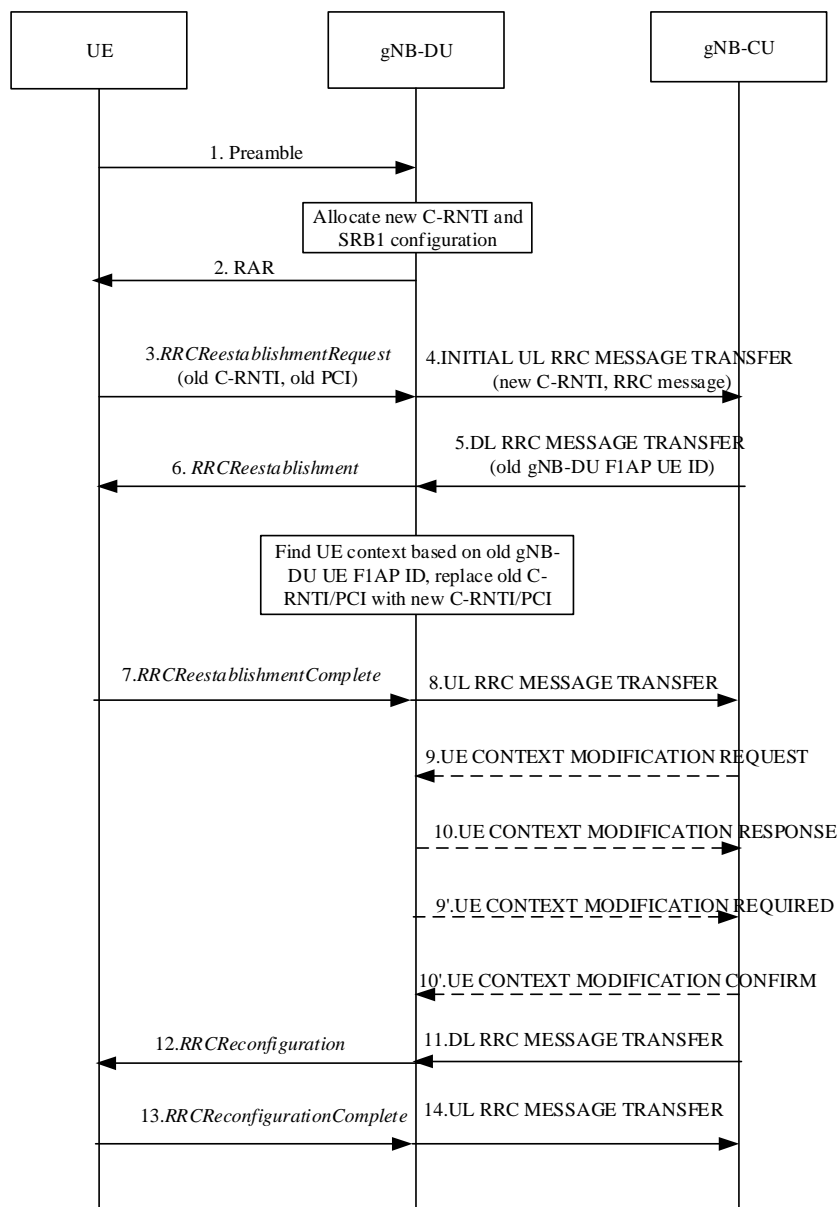 UE
gNB-DU
gNB-CU
1. Preamble
Allocate new C-RNTI and
SRB1 configuration
2. RAR
3.RRCReestablishmentRequest
(old C-RNTI, old PCI)
4.INITIAL UL RRC MESSAGE TRANSFER
(new C-RNTI, RRC message)
5.DL RRC MESSAGE TRANSFER
(old gNB-DU F1AP UE ID)
6. RRCReestablishment
Find UE context based on old gNB-
DU UE F1AP ID, replace old C-
RNTI/PCI with new C-RNTI/PCI
7.RRCReestablishmentComplete
8.UL RRC MESSAGE TRANSFER
9.UE CONTEXT MODIFICATION REQUEST
10.UE CONTEXT MODIFICATION RESPONSE
9'.UE CONTEXT MODIFICATION REQUIRED
10'.UE CONTEXT MODIFICATION CONFIRM
12.RRCReconfiguration
11.DL RRC MESSAGE TRANSFER
13.RRCReconfigurationComplete
14.UL RRC MESSAGE TRANSFER